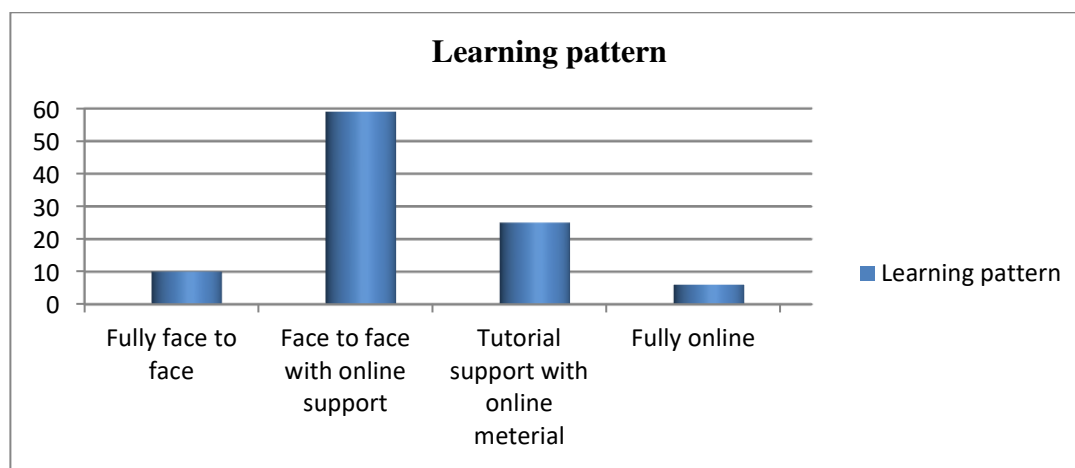 Learning pattern
60
50
40
30
20
10
0
Fully face to
face
Face to face
with online
support
Tutorial
support with
online
meterial
Fully online
Learning pattern